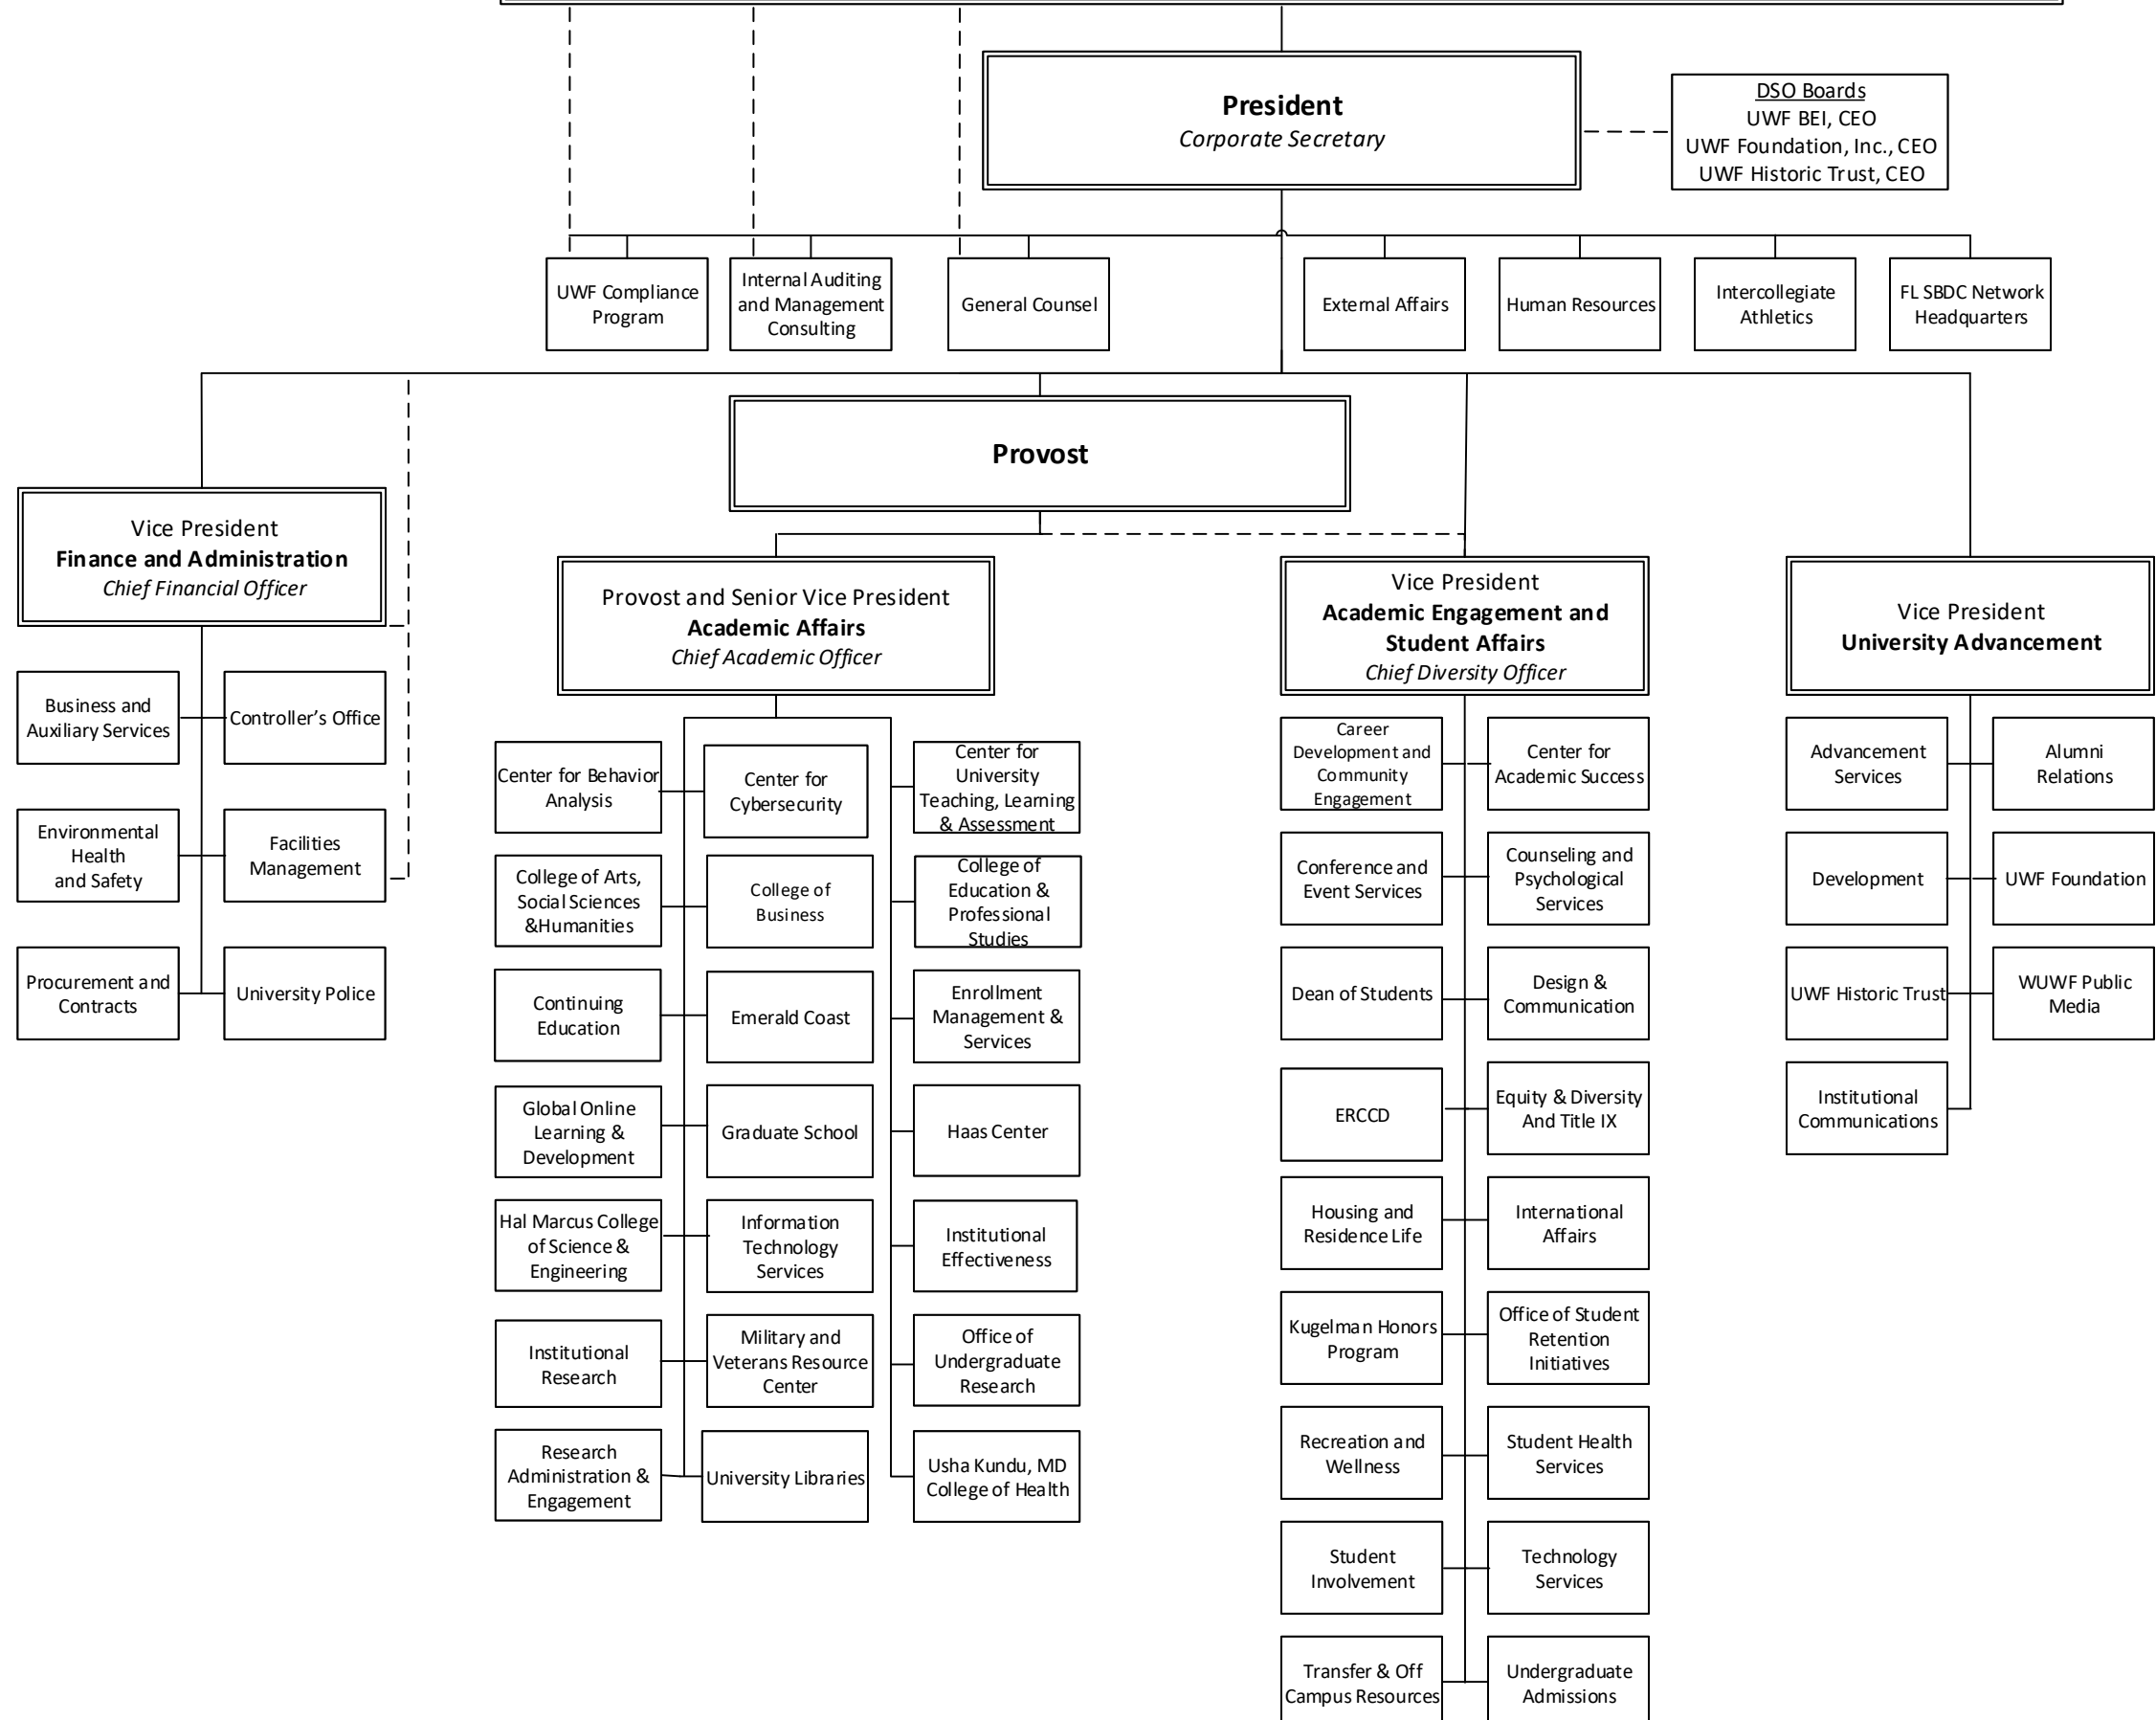 President
Corporate Secretary
DSO Boards
UWF BEI, CEO
UWF Foundation, Inc., CEO
UWF Historic Trust, CEO
UWF Compliance
Program
Internal Auditing
and Management
Consulting
General Counsel
External Affairs
Human Resources
Intercollegiate
Athletics
FL SBDC Network
Headquarters
Provost
Vice President
Finance and Administration
Chief Financial Officer
Provost and Senior Vice President
Academic Affairs
Chief Academic Officer
Vice President
Academic Engagement and
Student Affairs
Chief Diversity Officer
Vice President
University Advancement
Business and
Auxiliary Services
Controller’s Office
Environmental
Health
and Safety
Facilities
Management
Procurement and
Contracts
University Police
Center for Behavior
Analysis
Center for
Cybersecurity
Center for
University
Teaching, Learning
& Assessment
College of Arts,
Social Sciences
&Humanities
College of
Business
College of
Education &
Professional
Studies
Continuing
Education
Emerald Coast
Enrollment
Management &
Services
Global Online
Learning &
Development
Graduate School
Haas Center
Hal Marcus College
of Science &
Engineering
Information
Technology
Services
Institutional
Effectiveness
Institutional
Research
Military and
Veterans Resource
Center
Office of
Undergraduate
Research
Research
Administration &
Engagement
University Libraries
Usha Kundu, MD
College of Health
Career
Development and
Community
Engagement
Center for
Academic Success
Conference and
Event Services
Counseling and
Psychological
Services
Dean of Students
Design &
Communication
ERCCD
Equity & Diversity
And Title IX
Housing and
Residence Life
International
Affairs
Kugelman Honors
Program
Office of Student
Retention
Initiatives
Recreation and
Wellness
Student Health
Services
Student
Involvement
Technology
Services
Transfer & Off
Campus Resources
Undergraduate
Admissions
Advancement
Services
Alumni
Relations
Development
UWF Foundation
UWF Historic Trust
WUWF Public
Media
Institutional
Communications